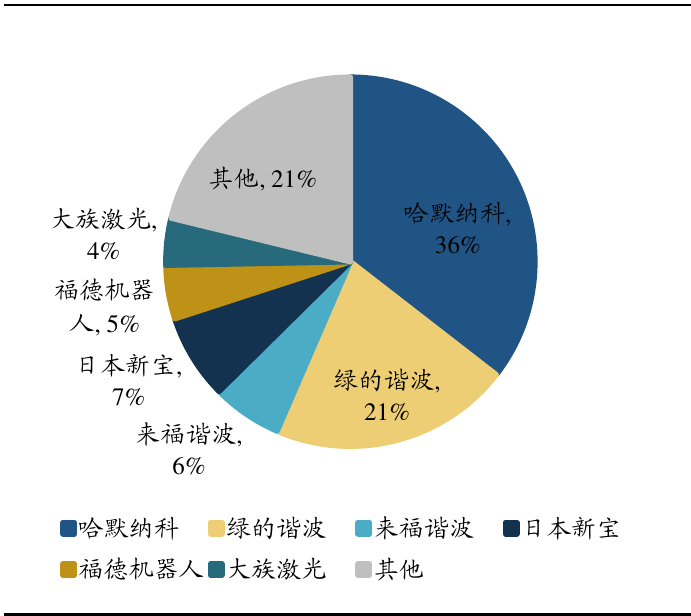 其他, 21%
哈默纳科,
36%
大族激光,
4%
福德机器
人, 5%
日本新宝,
7%
来福谐波,
6%
绿的谐波,
21%
哈默纳科 绿的谐波 来福谐波 日本新宝
福德机器人 大族激光 其他